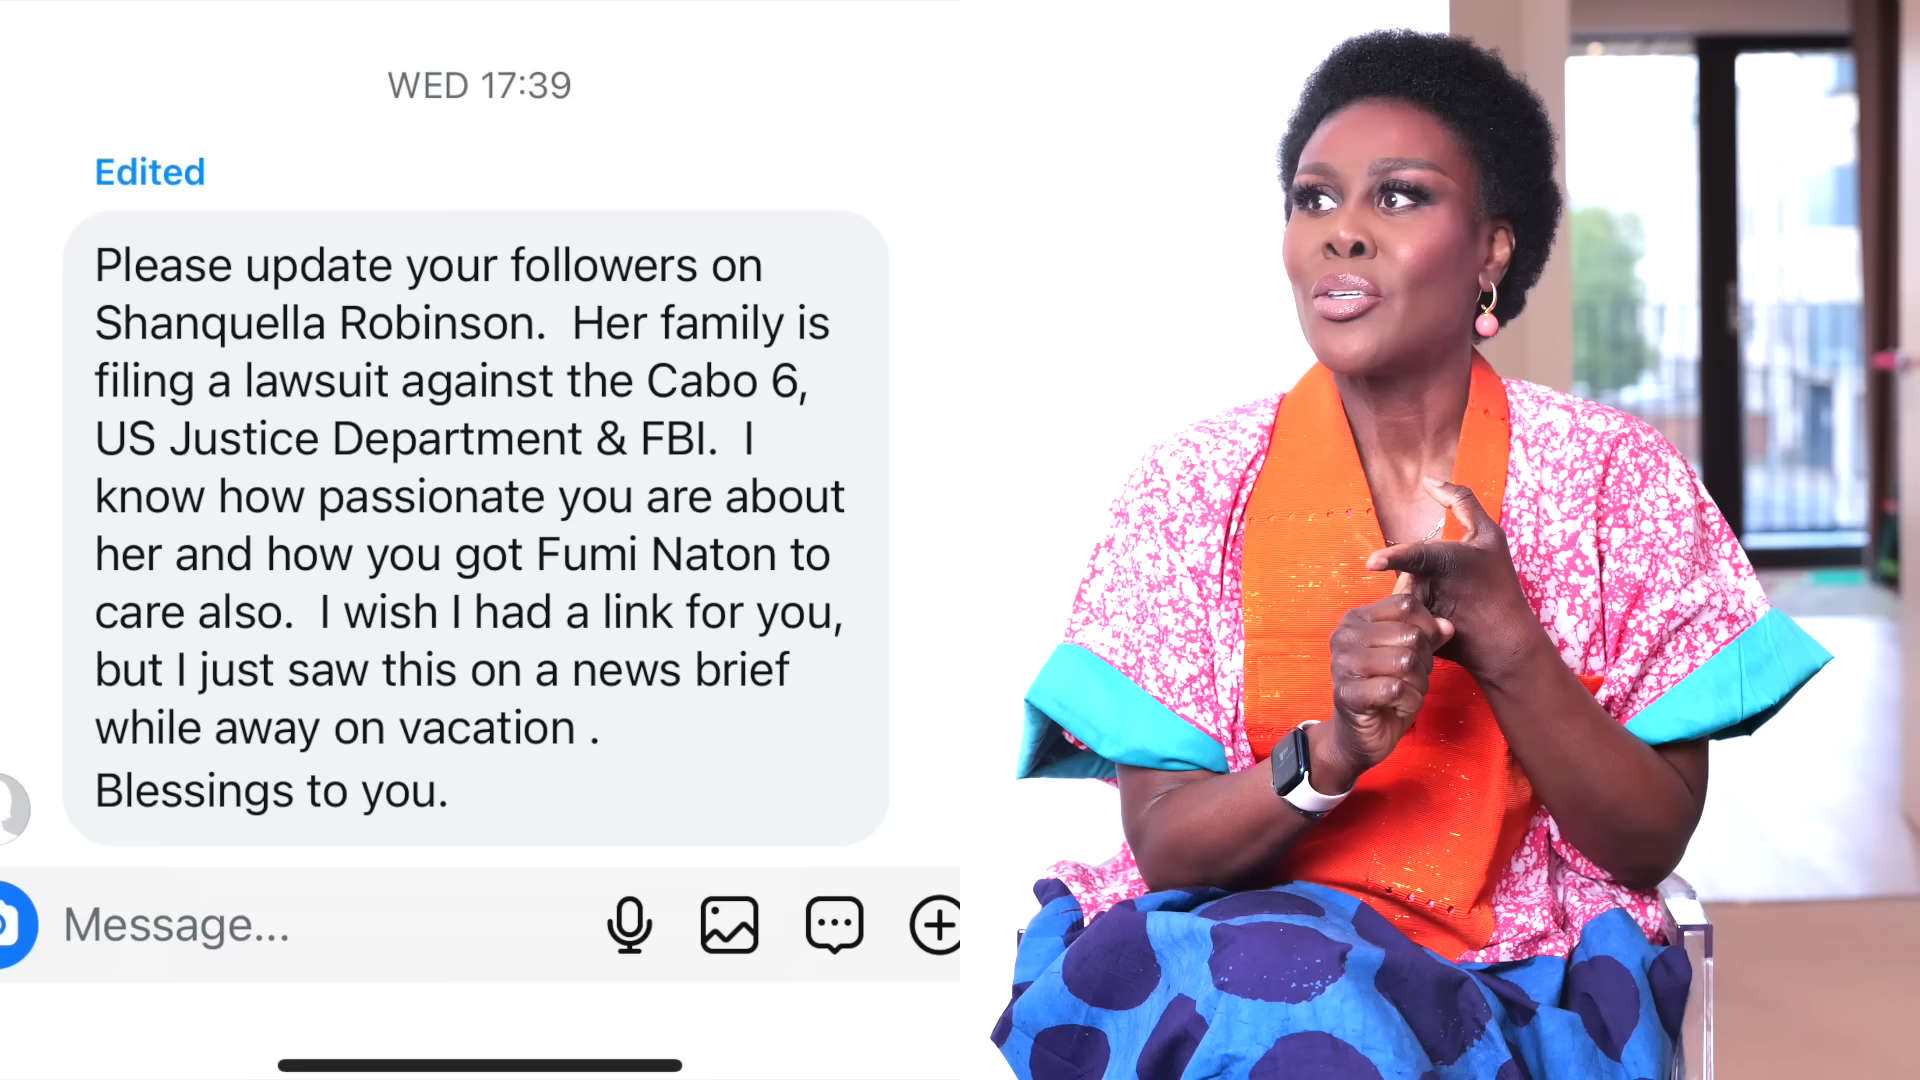 WED 17:39
Edited
Please update your followers on
Shanquella Robinson.  Her family is
filing a lawsuit against the Cabo 6,
US Justice Department & FBI.  I
know how passionate you are about
her and how you got Fumi Naton to
care also.  I wish I had a link for you,
but I just saw this on a news brief
while away on vacation .
Blessings to you.
Message...